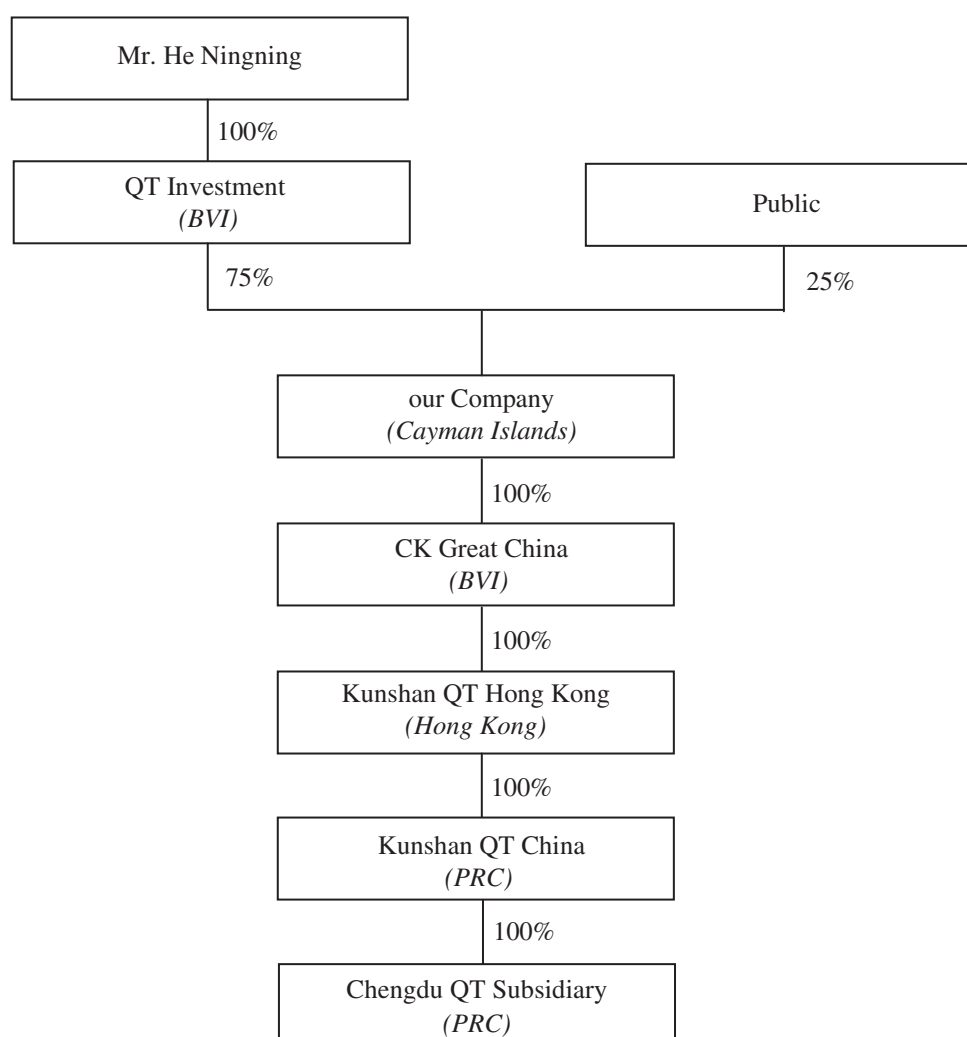 Mr. He Ningning
100%
QT Investment
(BVI)
Public
75%
25%
our Company
(Cayman Islands)
100%
CK Great China
(BVI)
100%
Kunshan QT Hong Kong
(Hong Kong)
100%
Kunshan QT China
(PRC)
100%
Chengdu QT Subsidiary
(PRC)